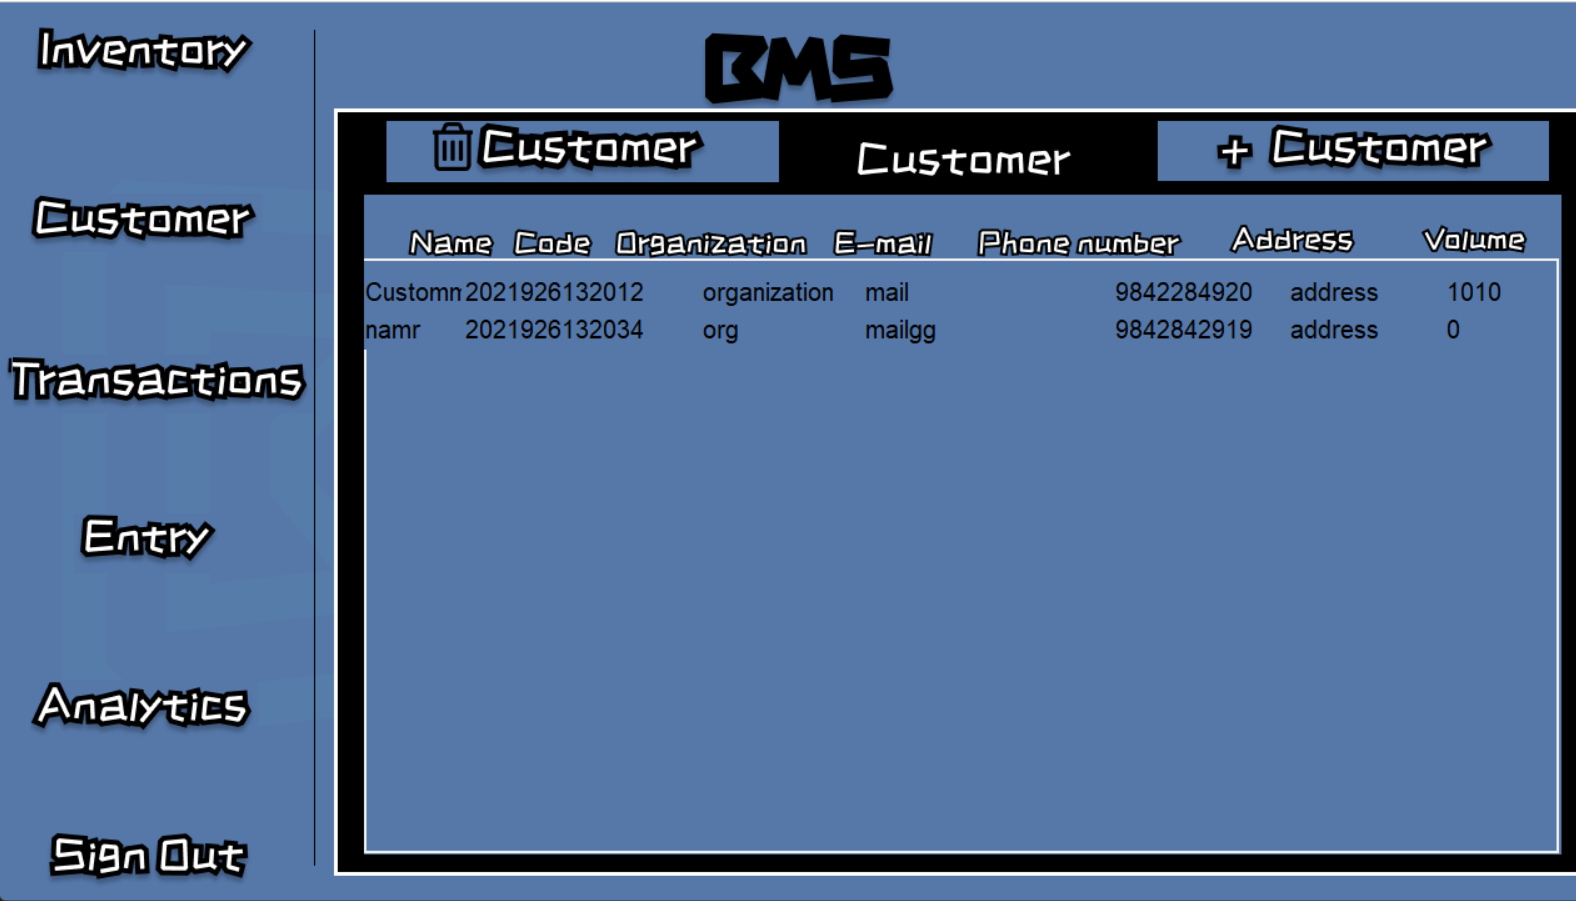 BMS
Inventory
Customer
Transactions
Entry
Analytics
Sign Out
Customer Customer + Customer
Name Code Organization E-mail Phone number Address Volume
Customr 2021926132012 organization mail 9842284920 address 1010
namr 2021926132034 org mailgg 9842842919 address 0